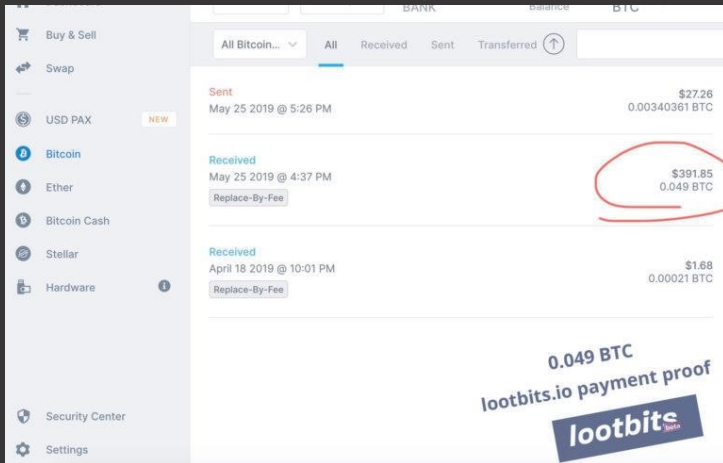 BANK
Balance
BTC
Buy & Sell
Swap
USD PAX NEW
Bitcoin
Ether
Bitcoin Cash
Stellar
Hardware
Security Center
Settings
All Bitcoin... All Received Sent Transferred
Sent
May 25 2019 @ 5:26 PM
$27.26
0.00340361 BTC
Received
May 25 2019 @ 4:37 PM
Replace-By-Fee
$391.85
0.049 BTC
Received
April 18 2019 @ 10:01 PM
Replace-By-Fee
$1.68
0.00021 BTC
0.049 BTC
lootbits.io payment proof
lootbits
beta